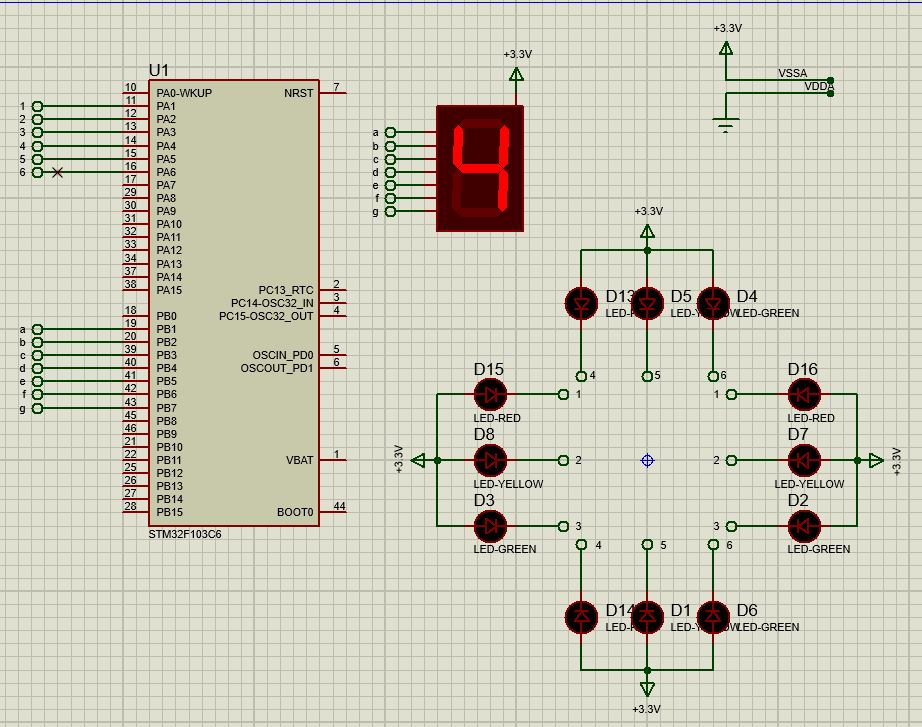 +3.3V
+3.3V
U1
VSSA
VDDA
10 PA0-WKUP NRST 7
1 11 PA1
2 12 PA2
3 13 PA3
4 14 PA4
5 15 PA5
6 16 PA6
17 PA7
29 PA8
30 PA9
31 PA10
32 PA11
33 PA12
34 PA13
37 PA14
38 PA15
PC13_RTC 2
PC14-OSC32_IN 3
PC15-OSC32_OUT 4
18 PB0
a 19 PB1
b 20 PB2
c 39 PB3 OSCIN_PD0 5
d 40 PB4 OSCOUT_PD1 6
e 41 PB5
f 42 PB6
g 43 PB7
45 PB8
46 PB9
21 PB10
22 PB11 VBAT 1
25 PB12
26 PB13
27 PB14
28 PB15 BOOT0 44
STM32F103C6
a
b
c
d
e
f
g
4
+3.3V
D13 D5 D4
LED-GREEN
4 5 6
D15
1
LED-RED
D8
2
LED-YELLOW
D3
3
LED-GREEN
+3.3V
D16
1
LED-RED
D7
2
LED-YELLOW
D2
3
LED-GREEN
+3.3V
4 5 6
D14 D1 D6
LED-GREEN
+3.3V